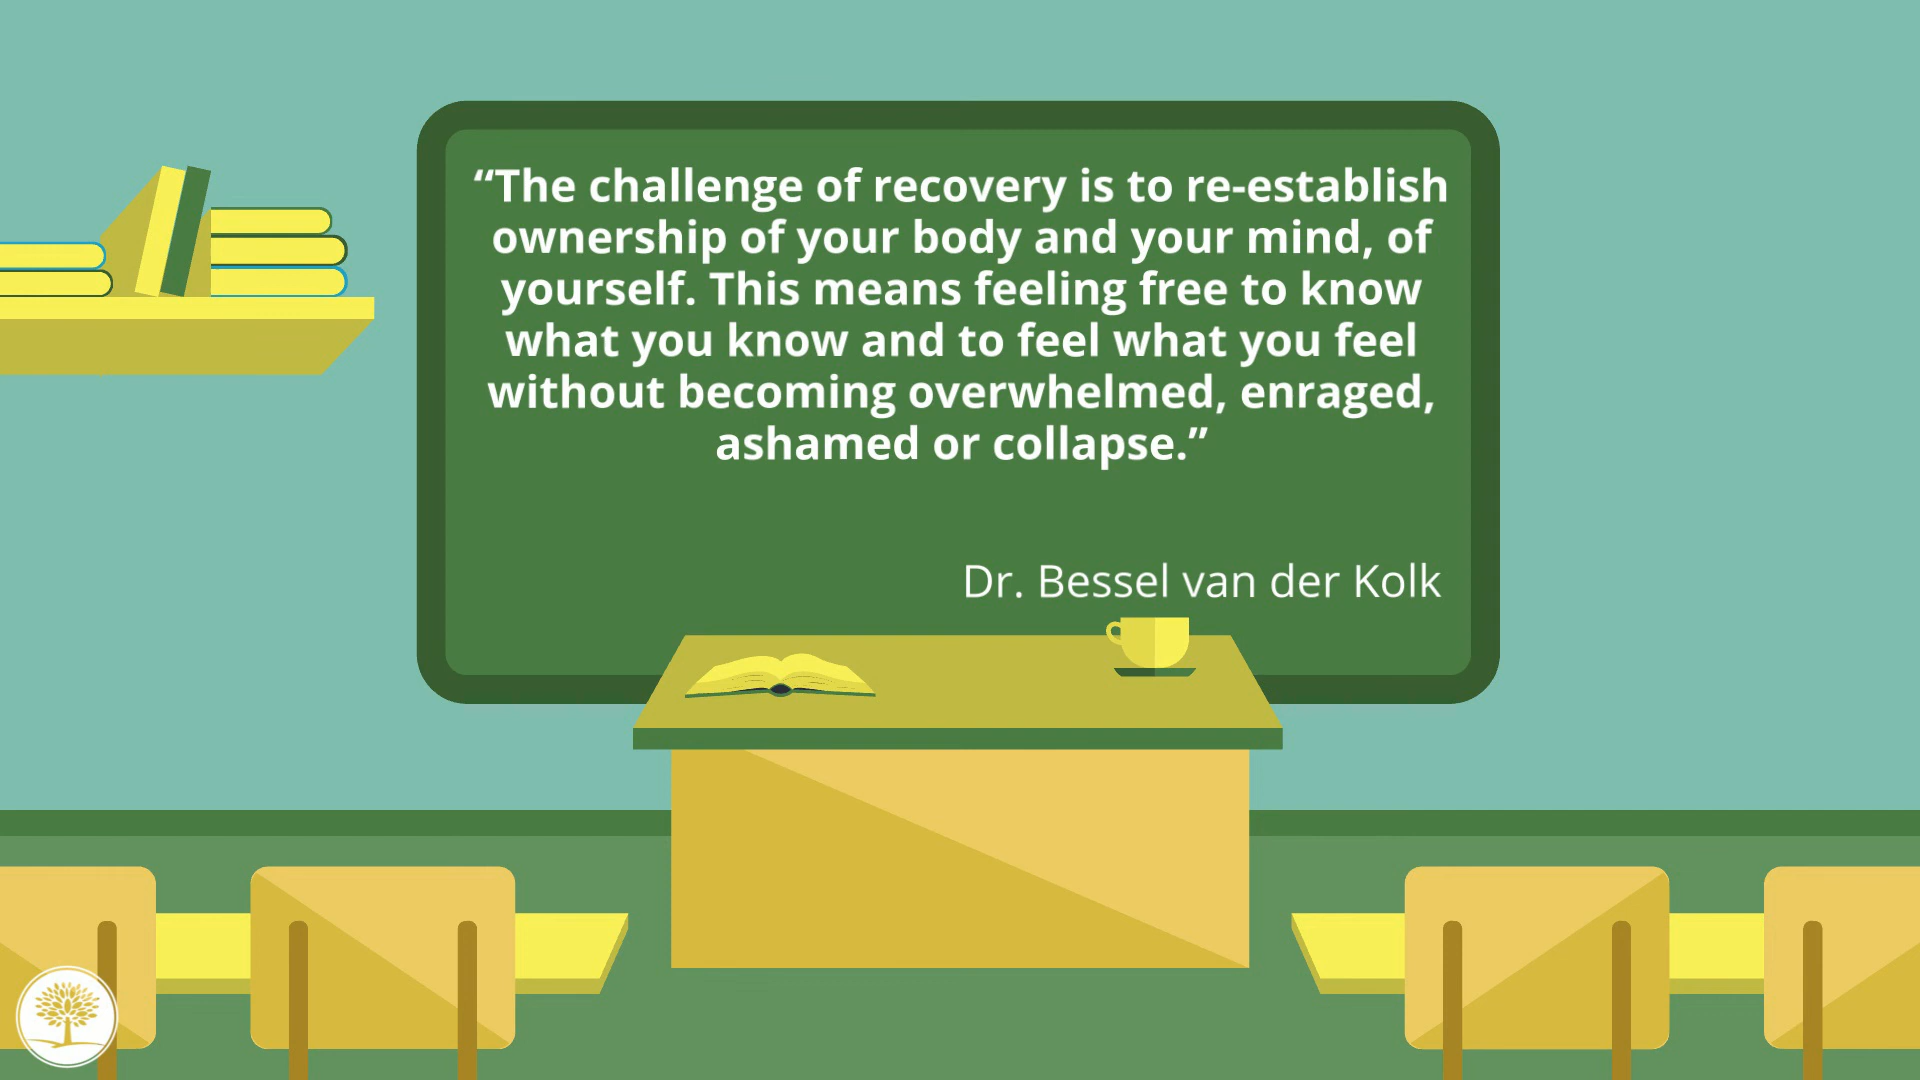 “The challenge of recovery is to re-establish
ownership of your body and your mind, of
yourself. This means feeling free to know
what you know and to feel what you feel
without becoming overwhelmed, enraged,
ashamed or collapse.”
Dr. Bessel van der Kolk